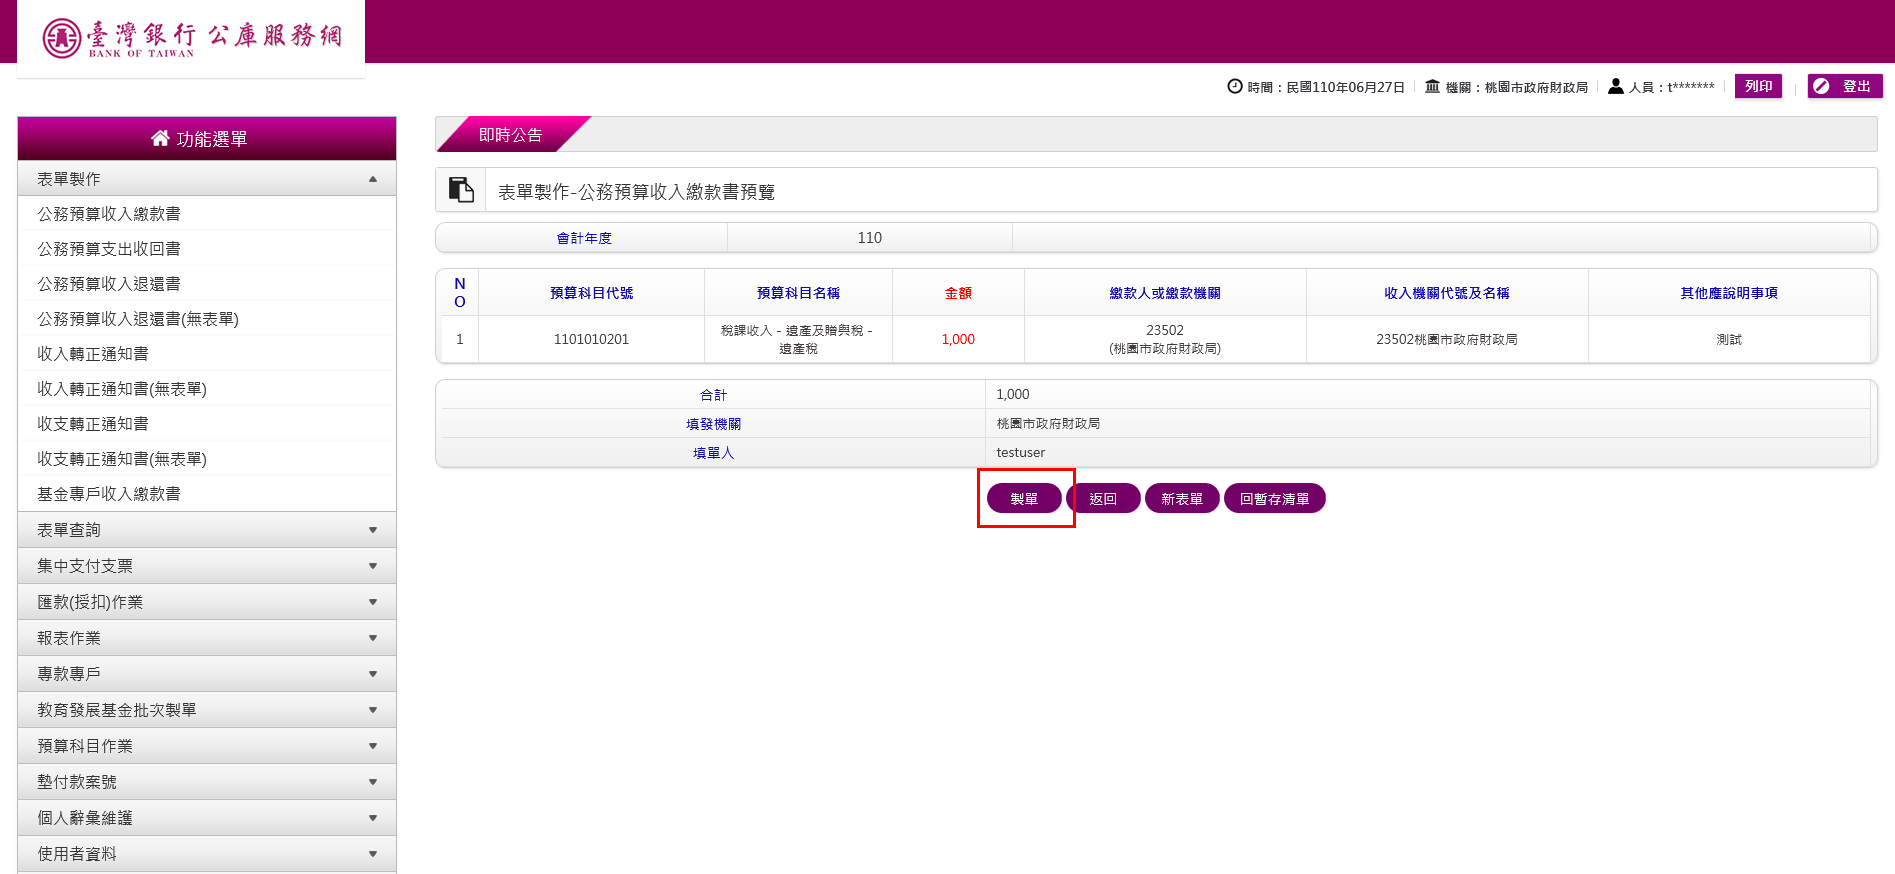 臺灣銀行 公庫服務網
BANK OF TAIWAN
時間：民國110年06月27日
機關：桃園市政府財政局
人員：t*******
列印
登出
功能選單
表單製作
公務預算收入繳款書
公務預算支出收回書
公務預算收入退還書
公務預算收入退還書(無表單)
收入轉正通知書
收入轉正通知書(無表單)
收支轉正通知書
收支轉正通知書(無表單)
基金專戶收入繳款書
表單查詢
集中支付支票
匯款(授扣)作業
報表作業
專款專戶
教育發展基金批次製單
預算科目作業
墊付款案號
個人辭彙維護
使用者資料
即時公告
表單製作-公務預算收入繳款書預覽
會計年度 110
NO 預算科目代號 預算科目名稱 金額 繳款人或繳款機關 收入機關代號及名稱 其他應說明事項
1 1101010201 稅課收入－遺產及贈與稅－遺產稅 1,000 23502 (桃園市政府財政局) 23502桃園市政府財政局 測試
合計 1,000
填發機關 桃園市政府財政局
填單人 testuser
製單 返回 新表單 回暫存清單